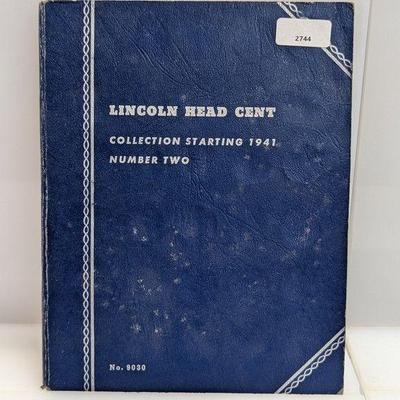 2744
LINCOLN HEAD CENT
COLLECTION STARTING 1941
NUMBER TWO
No. 9030